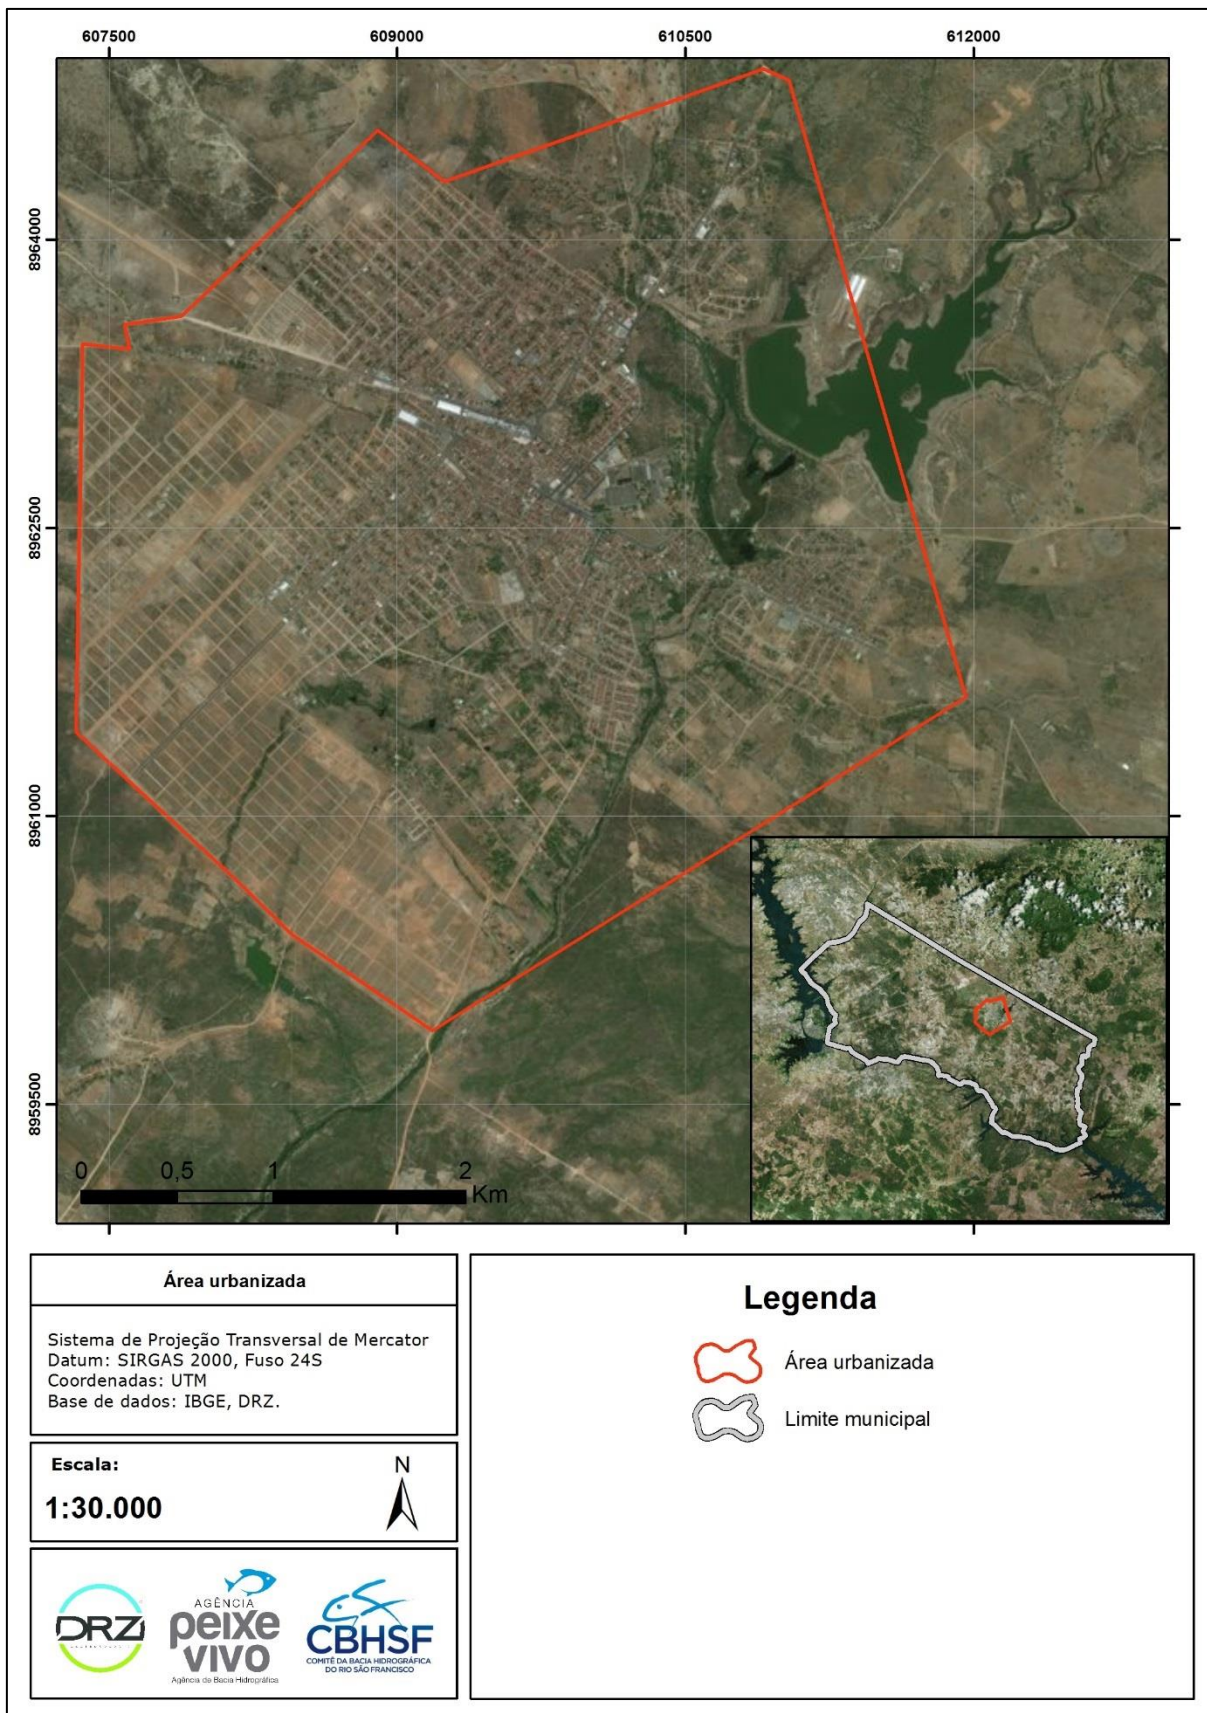 607500 609000 610500 612000
8964000
8962500
8961000
8959500
0 0,5 1 2
Km
Área urbanizada
Sistema de Projeção Transversal de Mercator
Datum: SIRGAS 2000, Fuso 24S
Coordenadas: UTM
Base de dados: IBGE, DRZ.
Escala:
1:30.000
N
DRZ
AGÊNCIA
peixe
vivo
Agência de Bacia Hidrográfica
CBHSF
COMITÊ DA BACIA HIDROGRÁFICA
DO RIO SÃO FRANCISCO
Legenda
Área urbanizada
Limite municipal